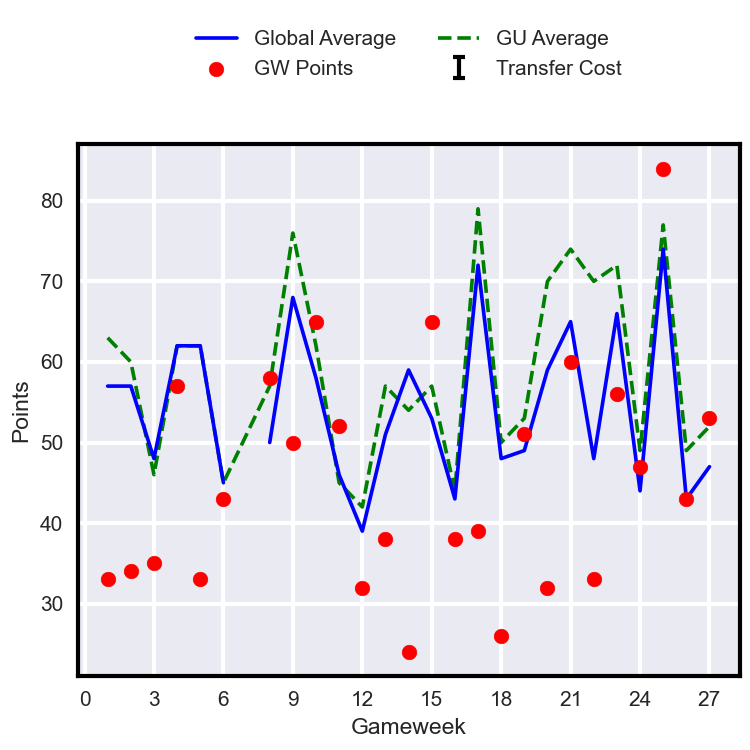 Global Average
GU Average
GW Points
Transfer Cost
80
70
60
50
40
30
Points
0 3 6 9 12 15 18 21 24 27
Gameweek